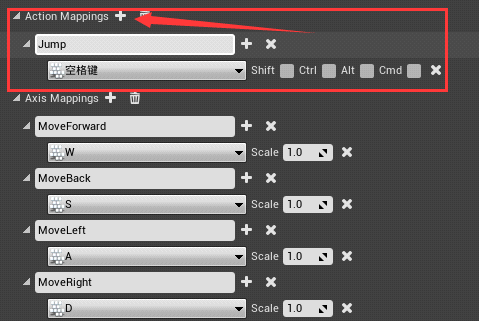 Action Mappings
Jump
空格键 Shift Ctrl Alt Cmd
Axis Mappings
MoveForward
W Scale 1.0
MoveBack
S Scale 1.0
MoveLeft
A Scale 1.0
MoveRight
D Scale 1.0